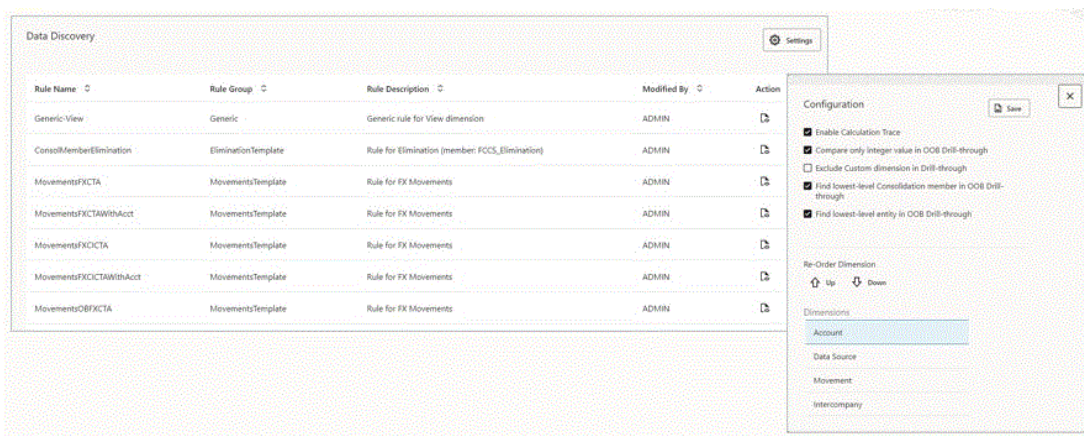 Data Discovery
Settings
Rule Name Rule Group Rule Description Modified By Action
Generic-View Generic Generic rule for View dimension ADMIN
ConsolMemberElimination EliminationTemplate Rule for Elimination (member: FCCS_Elimination) ADMIN
MovementsFXCTA MovementsTemplate Rule for FX Movements ADMIN
MovementsFXCTAWithAcct MovementsTemplate Rule for FX Movements ADMIN
MovementsFXCICTA MovementsTemplate Rule for FX Movements ADMIN
MovementsFXCICTAWithAcct MovementsTemplate Rule for FX Movements ADMIN
MovementsOBFXCTA MovementsTemplate Rule for FX Movements ADMIN
Configuration
Save
Enable Calculation Trace
Compare only integer value in OOB Drill-through
Exclude Custom dimension in Drill-through
Find lowest-level Consolidation member in OOB Drill-
through
Find lowest-level entity in OOB Drill-through
Re-Order Dimension
Up Down
Dimensions
Account
Data Source
Movement
Intercompany